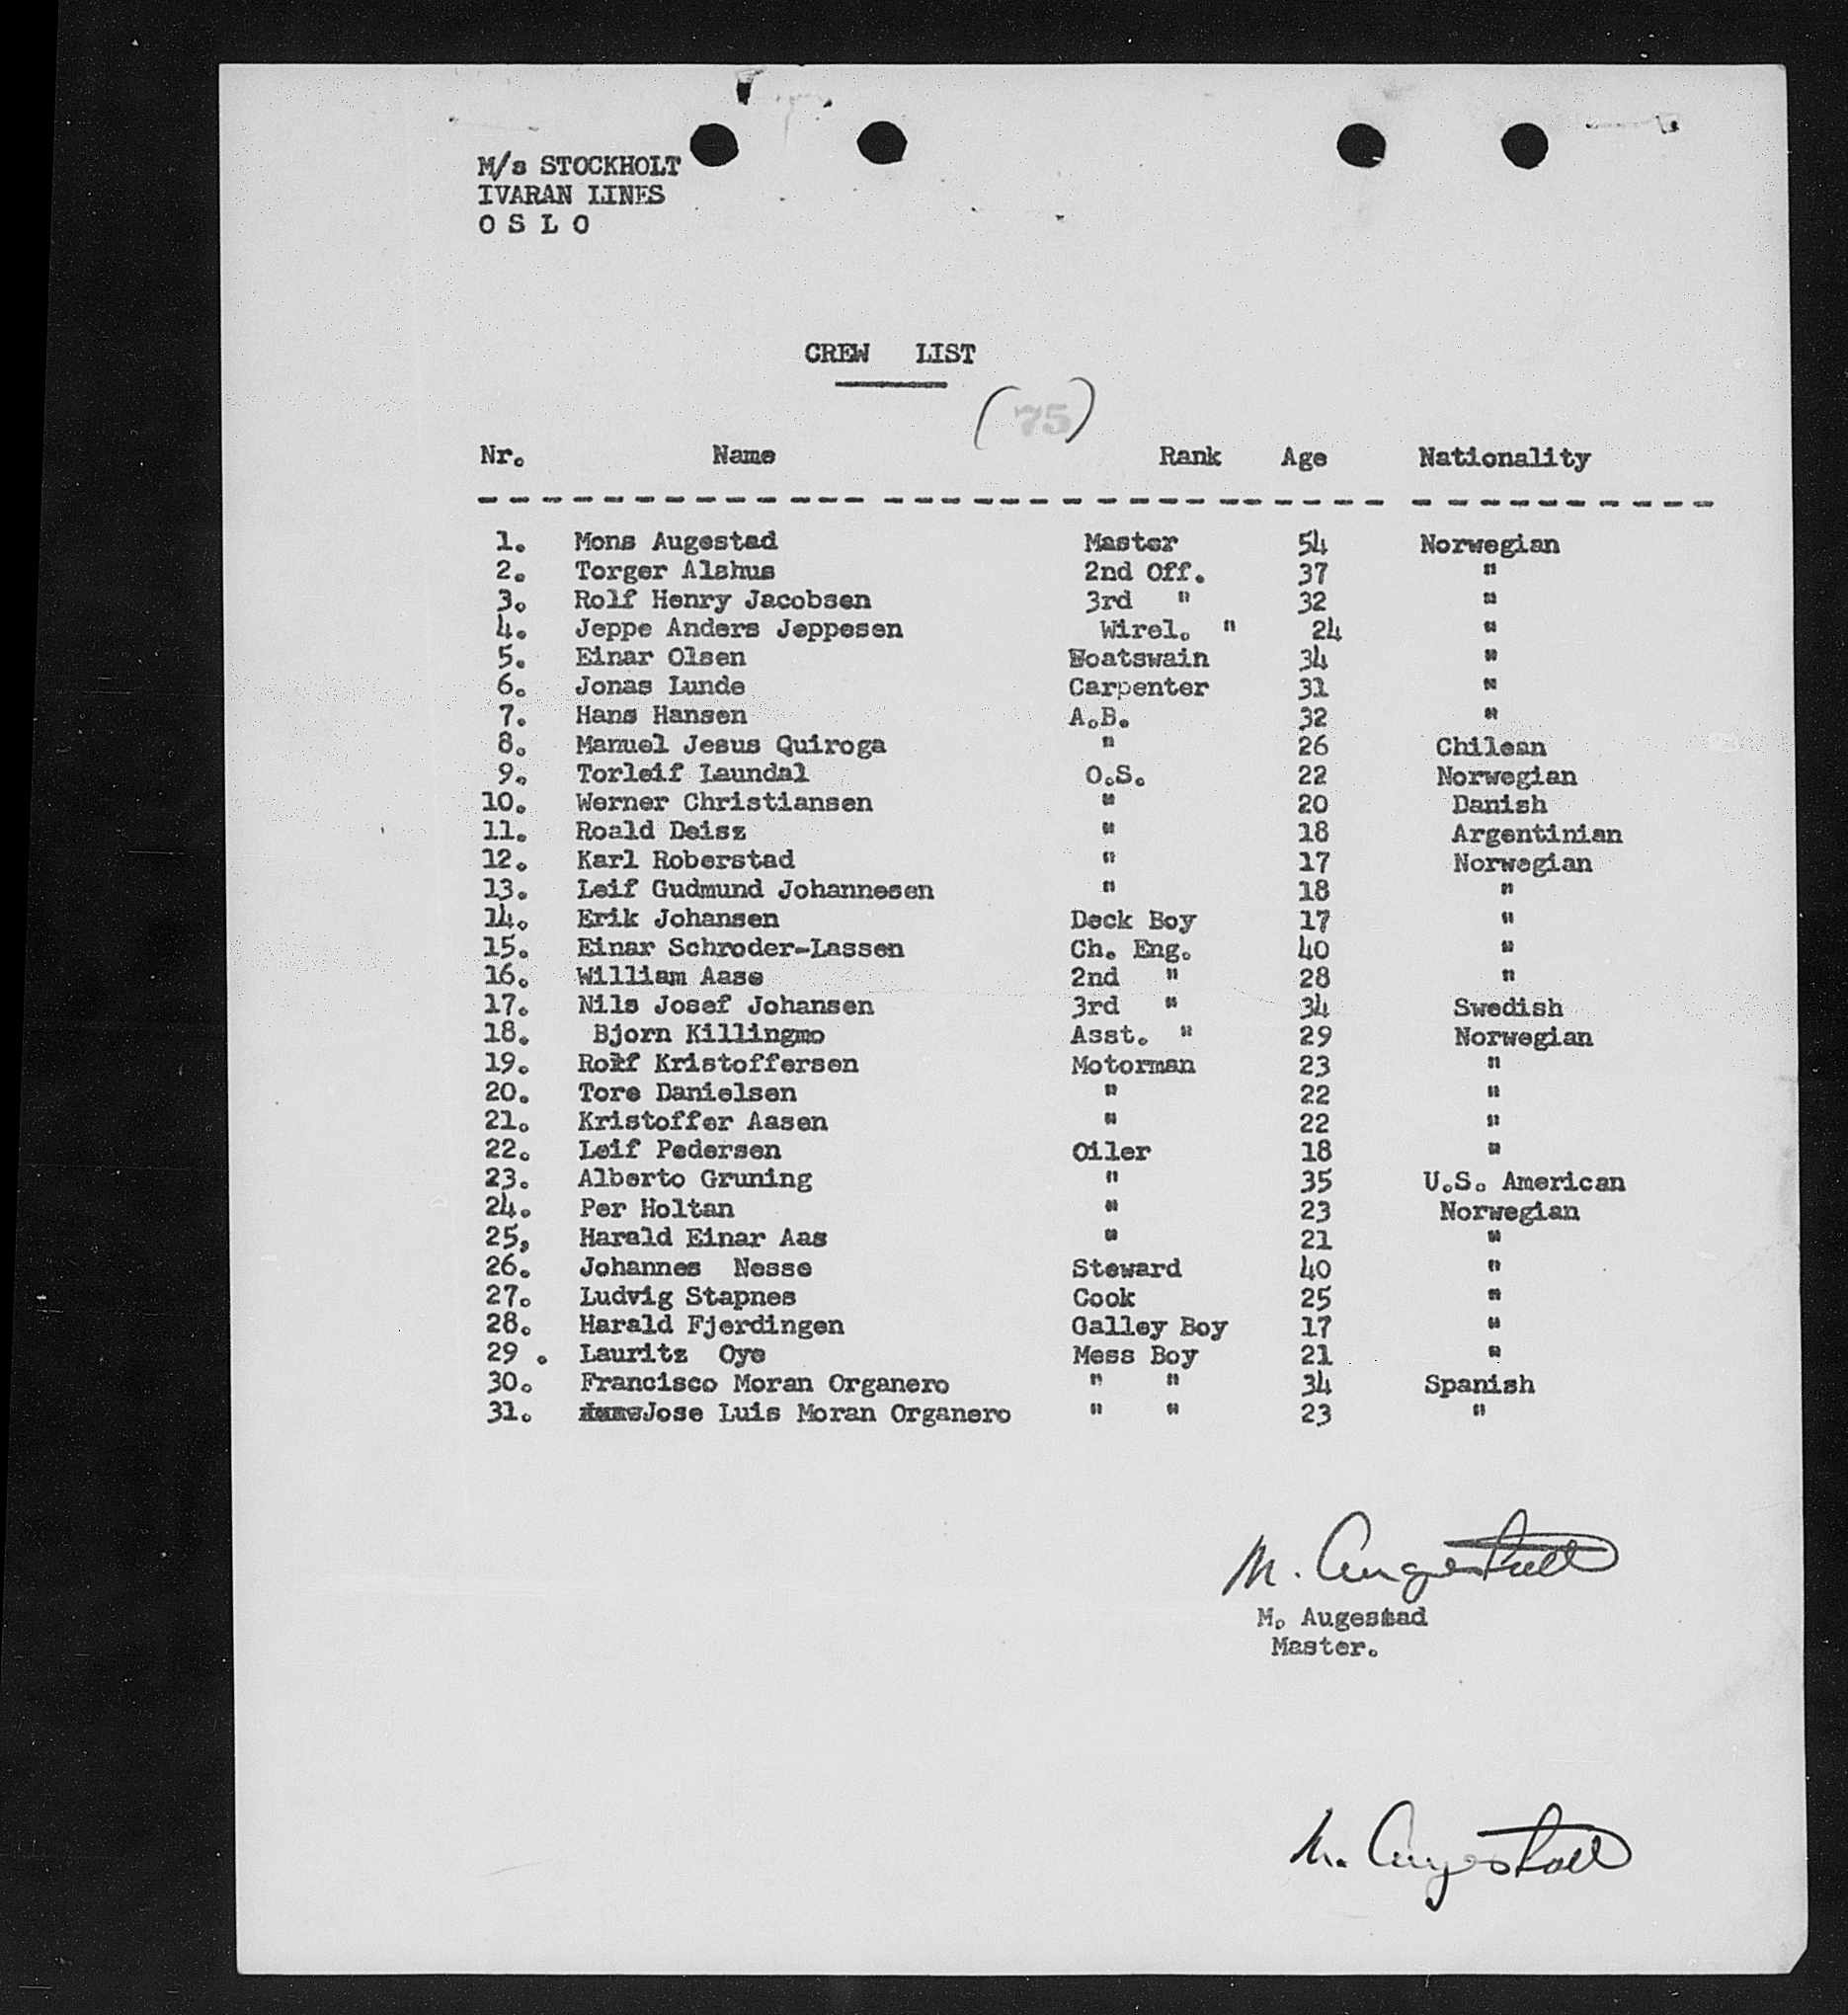 M/s STOCKHOLT
IVARAN LINES
O S L O
CREW LIST
(75)
Nr. Name Rank Age Nationality
1. Mons Augestad Master 54 Norwegian
2. Torger Alshus 2nd Off. 37 "
3. Rolf Henry Jacobsen 3rd " 32 "
4. Jeppe Anders Jeppesen Wirel. " 24 "
5. Einar Olsen Boatswain 34 "
6. Jonas Lunde Carpenter 31 "
7. Hans Hansen A.B. 32 "
8. Manuel Jesus Quiroga " 26 Chilean
9. Torleif Laundal O.S. 22 Norwegian
10. Werner Christiansen " 20 Danish
11. Roald Deisz " 18 Argentinian
12. Karl Roberstad " 17 Norwegian
13. Leif Gudmund Johannesen " 18 "
14. Erik Johansen Deck Boy 17 "
15. Einar Schroder-Lassen Ch. Eng. 40 "
16. William Aase 2nd " 28 "
17. Nils Josef Johansen 3rd " 34 Swedish
18. Bjorn Killingmo Asst. " 29 Norwegian
19. Rolf Kristoffersen Motorman 23 "
20. Tore Danielsen " 22 "
21. Kristoffer Aasen " 22 "
22. Leif Pedersen Oiler 18 "
23. Alberto Gruning " 35 U.S. American
24. Per Holtan " 23 Norwegian
25, Harald Einar Aas " 21 "
26. Johannes Nesse Steward 40 "
27. Ludvig Stapnes Cook 25 "
28. Harald Fjerdingen Galley Boy 17 "
29 . Lauritz Oye Mess Boy 21 "
30. Francisco Moran Organero " " 34 Spanish
31. Jose Luis Moran Organero " " 23 "
M. Augestad
M. Augestad
Master.
M. Augestad